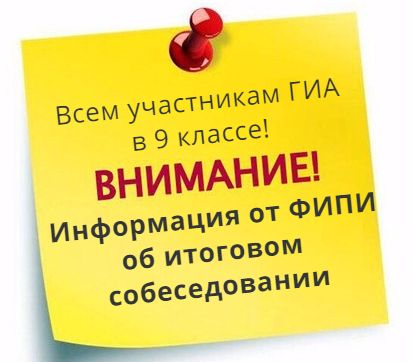 Всем участникам ГИА
в 9 классе!
ВНИМАНИЕ!
Информация от ФИПИ
об итоговом
собеседовании